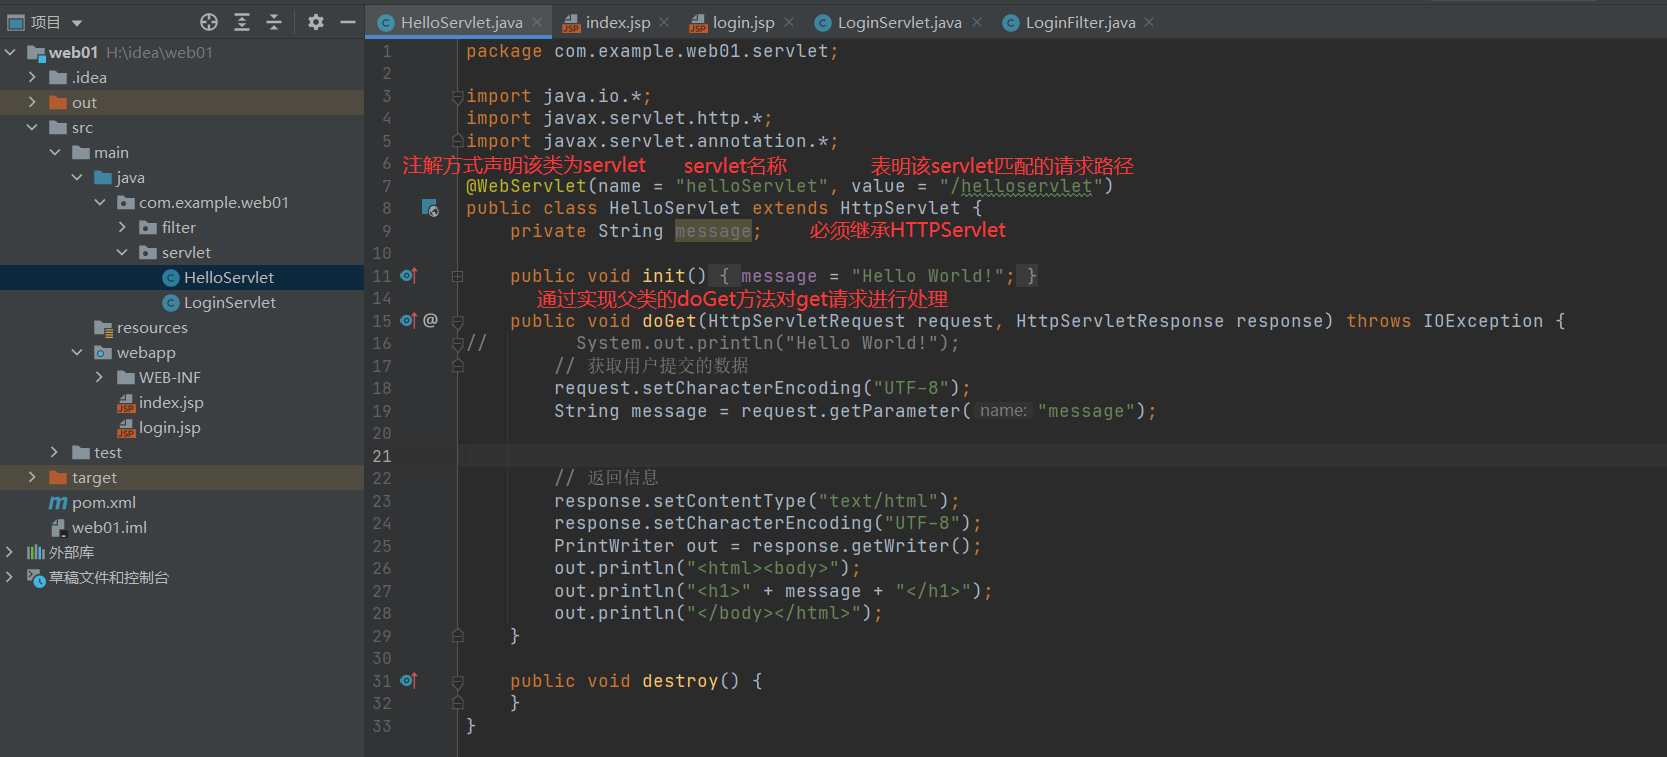 项目
HelloServlet.java
index.jsp
login.jsp
LoginServlet.java
LoginFilter.java
web01 H:\idea\web01
.idea
out
src
main
java
com.example.web01
filter
servlet
HelloServlet
LoginServlet
resources
webapp
WEB-INF
index.jsp
login.jsp
test
target
pom.xml
web01.iml
外部库
草稿文件和控制台
1 package com.example.web01.servlet;
2
3 import java.io.*;
4 import javax.servlet.http.*;
5 import javax.servlet.annotation.*;
6 注解方式声明该类为servlet servlet名称 表明该servlet匹配的请求路径
7 @WebServlet(name = "helloServlet", value = "/helloservlet")
8 public class HelloServlet extends HttpServlet {
9 private String message; 必须继承HTTPServlet
10
11 public void init() { message = "Hello World!"; }
14 通过实现父类的doGet方法对get请求进行处理
15 @ public void doGet(HttpServletRequest request, HttpServletResponse response) throws IOException {
16 // System.out.println("Hello World!");
17 // 获取用户提交的数据
18 request.setCharacterEncoding("UTF-8");
19 String message = request.getParameter( name: "message");
20
21
22 // 返回信息
23 response.setContentType("text/html");
24 response.setCharacterEncoding("UTF-8");
25 PrintWriter out = response.getWriter();
26 out.println("<html><body>");
27 out.println("<h1>" + message + "</h1>");
28 out.println("</body></html>");
29 }
30
31 public void destroy() {
32 }
33 }